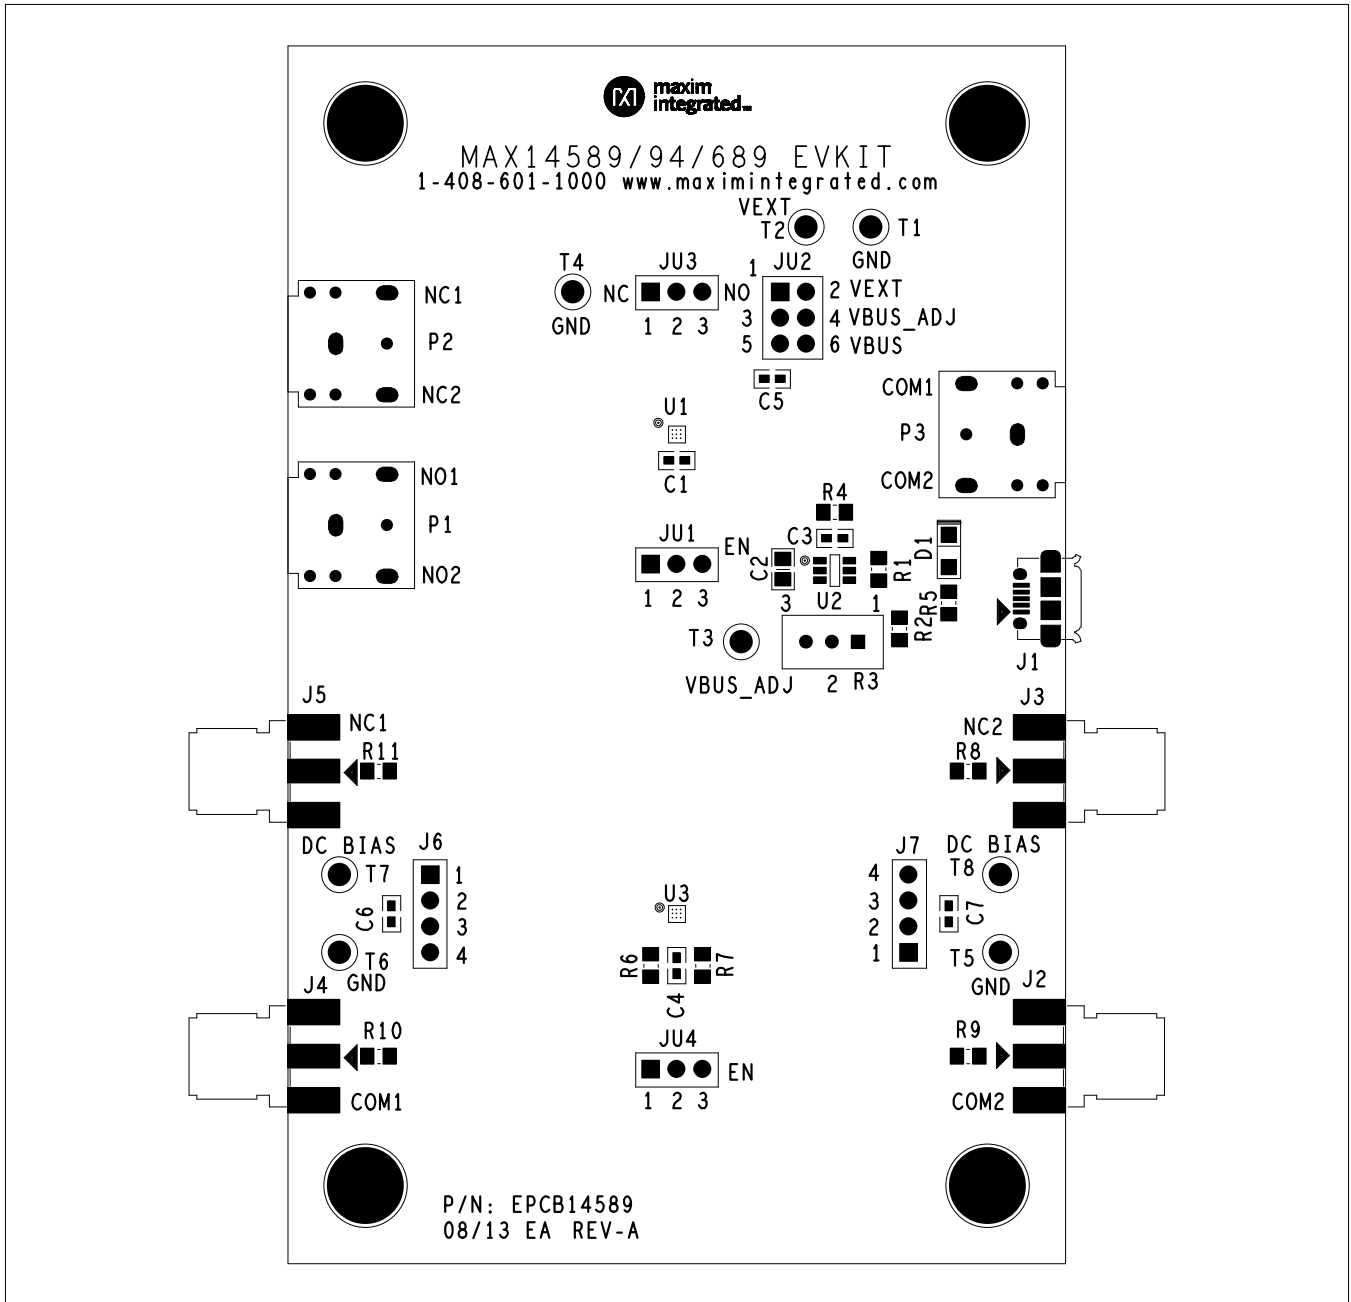 maxim
integrated™
MAX14589/94/689 EVKIT
1-408-601-1000 www.maximintegrated.com
VEXT
T2
T1
GND
T4
GND
JU3
NC
NO
1 2 3
JU2
1
2 VEXT
3
4 VBUS_ADJ
5
6 VBUS
C5
NC1
P2
NC2
COM1
P3
COM2
U1
C1
NO1
P1
NO2
R4
C3
JU1
EN
1 2 3
C2
D1
R1
3
U2
1
R5
R2
T3
VBUS_ADJ
2
R3
J1
J5
NC1
R11
J3
NC2
R8
DC BIAS
T7
J6
1
2
3
4
C6
T6
GND
J7
4
3
2
1
DC BIAS
T8
C7
T5
GND
U3
R6
C4
R7
J4
R10
COM1
J2
R9
COM2
JU4
EN
1 2 3
P/N: EPCB14589
08/13 EA REV-A